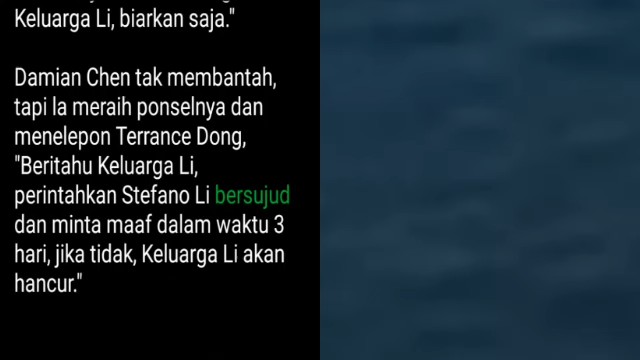 Keluarga Li, biarkan saja."
Damian Chen tak membantah,
tapi Ia meraih ponselnya dan
menelepon Terrance Dong,
"Beritahu Keluarga Li,
perintahkan Stefano Li bersujud
dan minta maaf dalam waktu 3
hari, jika tidak, Keluarga Li akan
hancur."